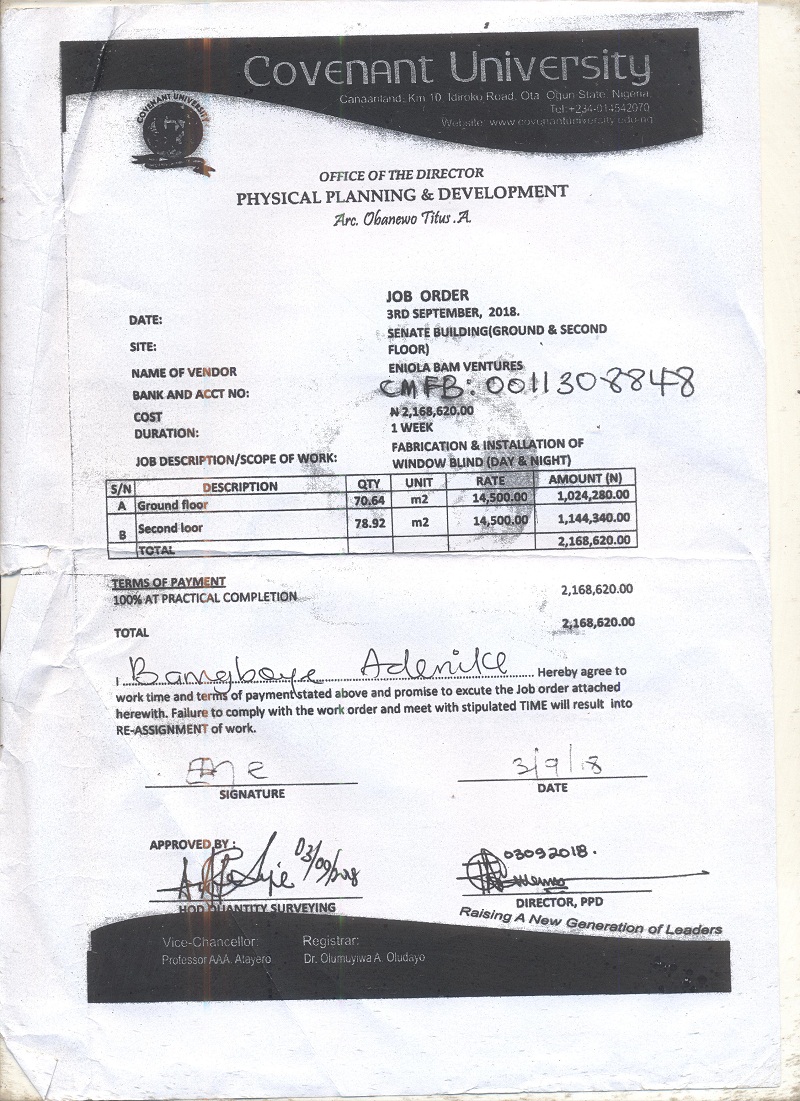 Covenant University
Canaanland, Km 10, Idiroko Road, Ota, Ogun State, Nigeria.
Tel: +234-014542070
Website: www.covenantuniversity.edu.ng
COVENANT UNIVERSITY
OFFICE OF THE DIRECTOR
PHYSICAL PLANNING & DEVELOPMENT
Arc. Obanewo Titus .A.
JOB ORDER
DATE: 3RD SEPTEMBER, 2018.
SITE: SENATE BUILDING(GROUND & SECOND
FLOOR)
NAME OF VENDOR ENIOLA BAM VENTURES
BANK AND ACCT NO: CMFB: 0011308848
COST ₦ 2,168,620.00
DURATION: 1 WEEK
JOB DESCRIPTION/SCOPE OF WORK: FABRICATION & INSTALLATION OF
WINDOW BLIND (DAY & NIGHT)
S/N DESCRIPTION QTY UNIT RATE AMOUNT (N)
A Ground floor 70.64 m2 14,500.00 1,024,280.00
B Second loor 78.92 m2 14,500.00 1,144,340.00
TOTAL 2,168,620.00
TERMS OF PAYMENT
100% AT PRACTICAL COMPLETION 2,168,620.00
TOTAL 2,168,620.00
I, Bamgboye Adenike Hereby agree to
work time and terms of payment stated above and promise to excute the Job order attached
herewith. Failure to comply with the work order and meet with stipulated TIME will result into
RE-ASSIGNMENT of work.
3/9/18
SIGNATURE DATE
APPROVED BY: 03/09/2018 03092018.
HOD QUANTITY SURVEYING DIRECTOR, PPD
Raising A New Generation of Leaders
Vice-Chancellor: Registrar:
Professor AAA. Atayero Dr. Olumuyiwa A. Oludayo